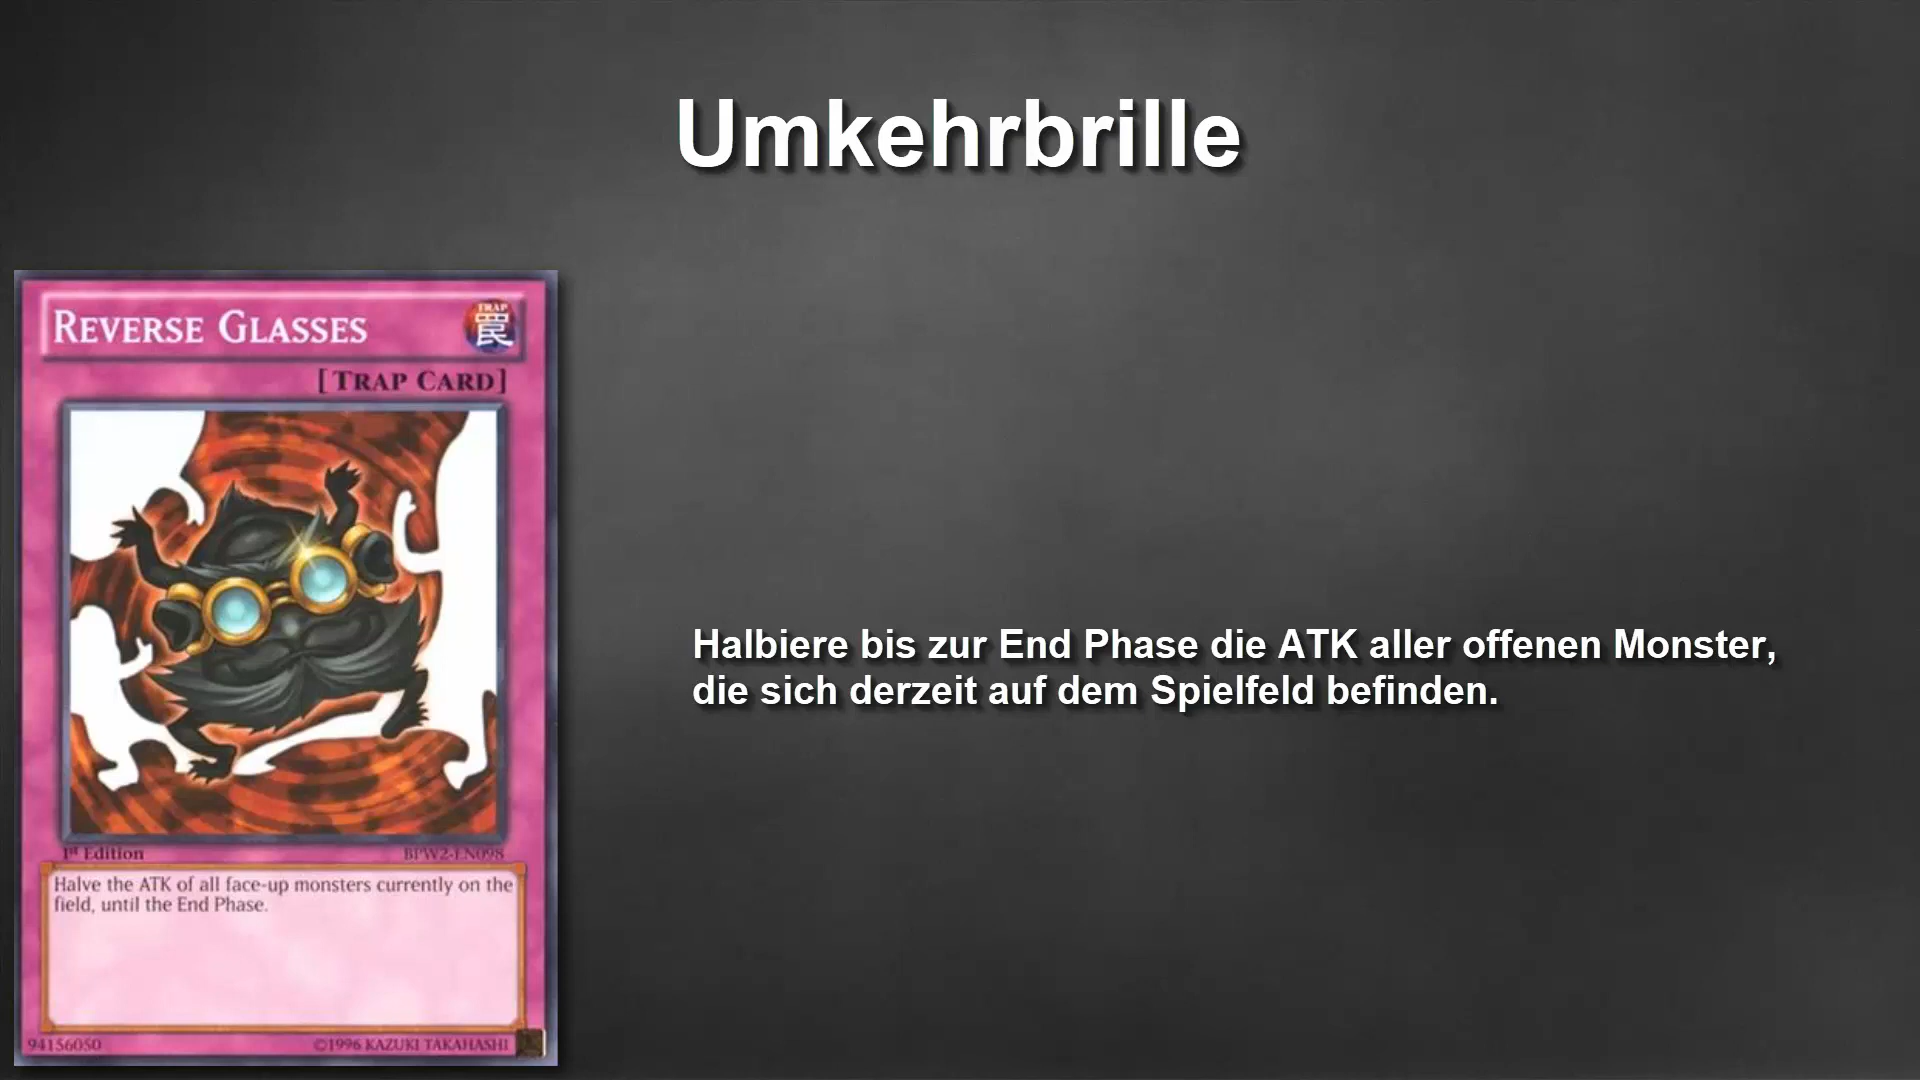 Umkehrbrille
REVERSE GLASSES
TRAP
罠
[TRAP CARD]
Halbiere bis zur End Phase die ATK aller offenen Monster,
die sich derzeit auf dem Spielfeld befinden.
1st Edition
BPW2-EN098
Halve the ATK of all face-up monsters currently on the
field, until the End Phase.
94156050
©1996 KAZUKI TAKAHASHI